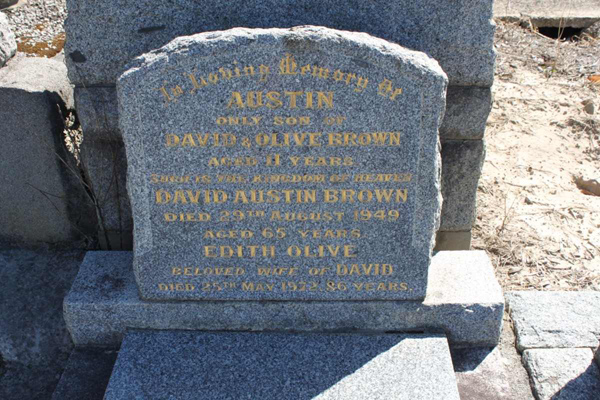 In Loving Memory of
AUSTIN
ONLY SON OF
DAVID & OLIVE BROWN
AGED 11 YEARS
SUCH IS THE KINGDOM OF HEAVEN
DAVID AUSTIN BROWN
DIED 29TH AUGUST 1949
AGED 65 YEARS
EDITH OLIVE
BELOVED WIFE OF DAVID
DIED 25TH MAY 1972. 86 YEARS.